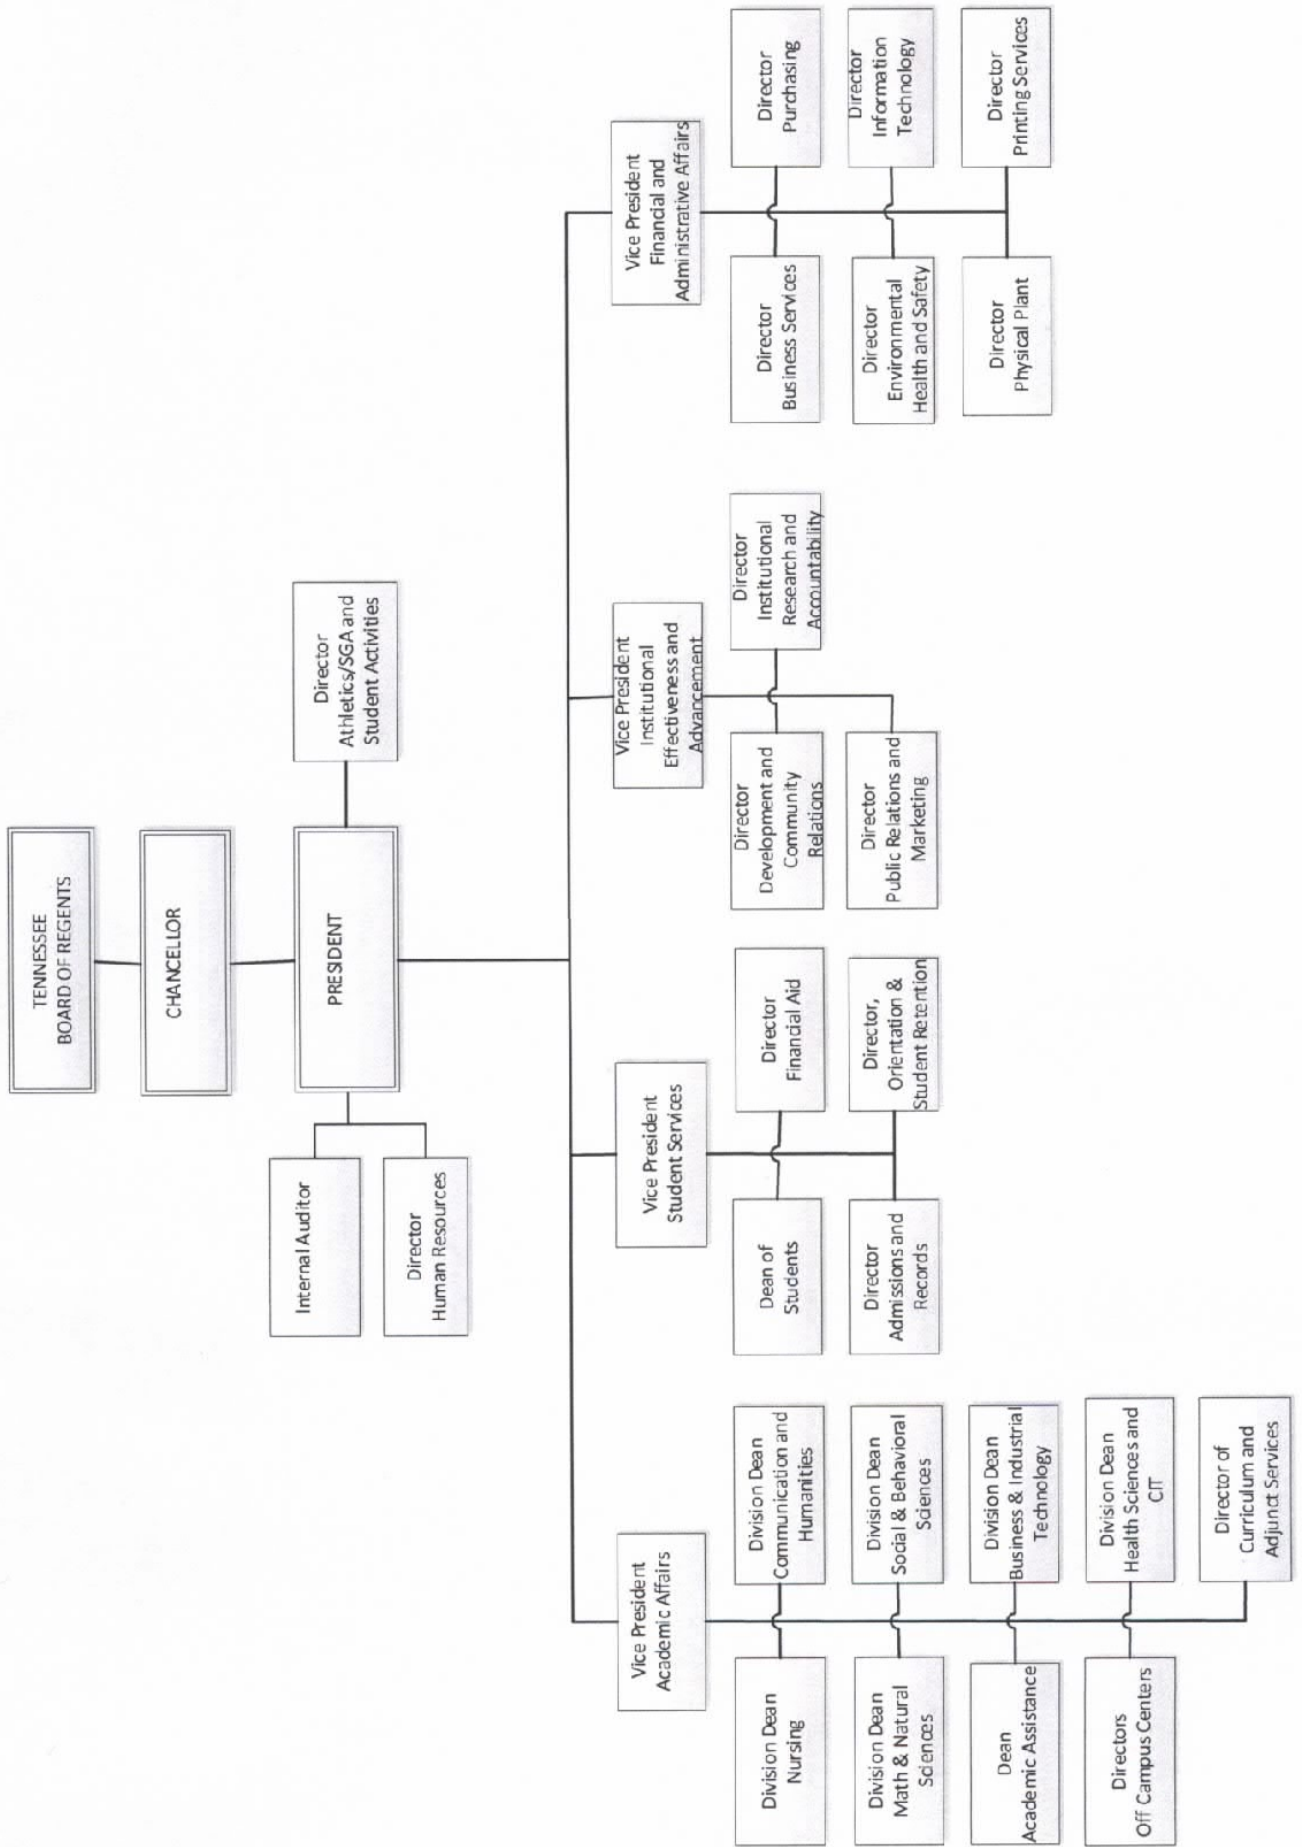 TENNESSEE
BOARD OF REGENTS
CHANCELLOR
PRESIDENT
Internal Auditor
Director
Human Resources
Director
Athletics/SGA and
Student Activities
Vice President
Academic Affairs
Division Dean
Nursing
Division Dean
Communication and
Humanities
Division Dean
Math & Natural
Sciences
Division Dean
Social & Behavioral
Sciences
Dean
Academic Assistance
Division Dean
Business & Industrial
Technology
Directors
Off Campus Centers
Division Dean
Health Sciences and
CIT
Director of
Curriculum and
Adjunct Services
Vice President
Student Services
Dean of
Students
Director
Financial Aid
Director
Admissions and
Records
Director,
Orientation &
Student Retention
Vice President
Institutional
Effectiveness and
Advancement
Director
Development and
Community
Relations
Director
Institutional
Research and
Accountability
Director
Public Relations and
Marketing
Vice President
Financial and
Administrative Affairs
Director
Business Services
Director
Purchasing
Director
Environmental
Health and Safety
Director
Information
Technology
Director
Physical Plant
Director
Printing Services